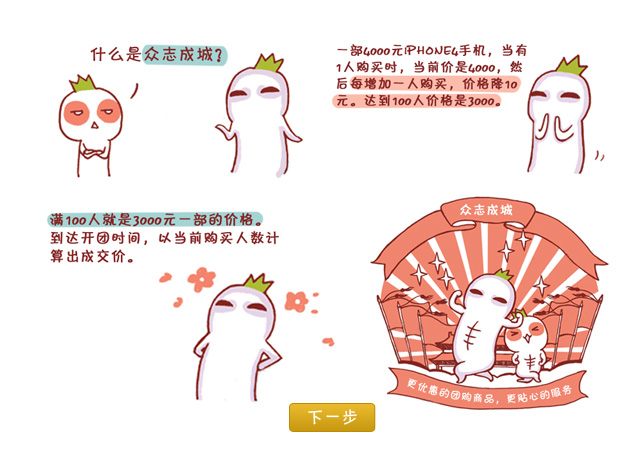 什么是众志成城?
一部4000元IPHONE4手机，当有
1人购买时，当前价是4000，然
后每增加一人购买，价格降10
元。达到100人价格是3000。
满100人就是3000元一部的价格。
到达开团时间，以当前购买人数计
算出成交价。
众志成城
更优惠的团购商品，更贴心的服务
下一步